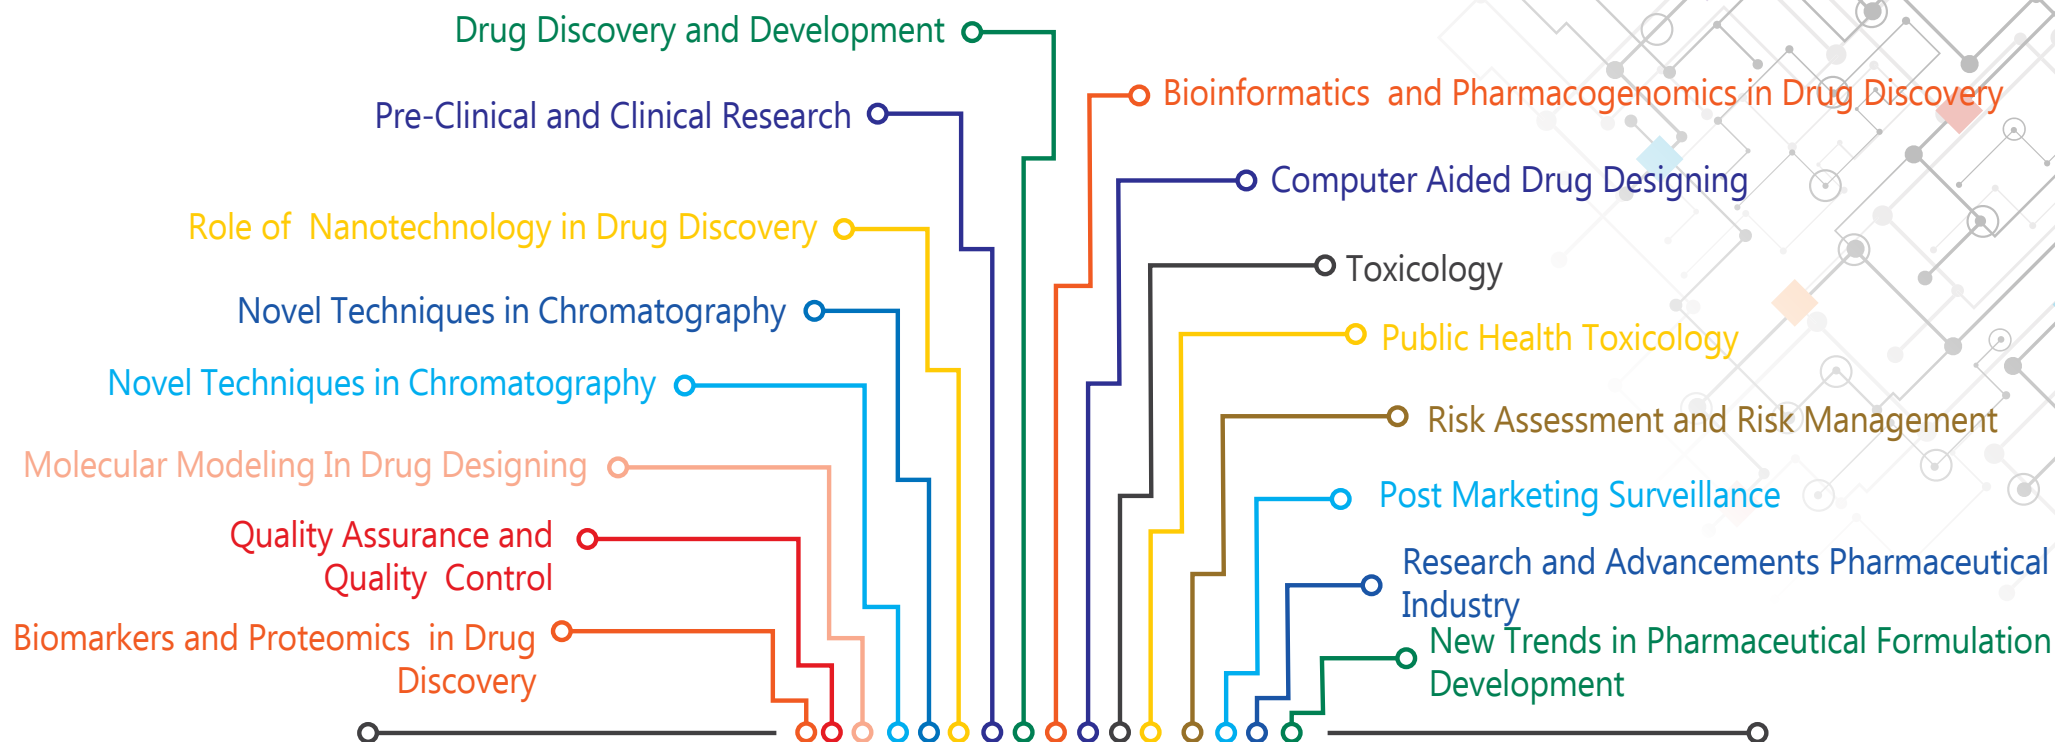 Drug Discovery and Development
Pre-Clinical and Clinical Research
Role of  Nanotechnology in Drug Discovery
Novel Techniques in Chromatography
Novel Techniques in Chromatography
Molecular Modeling In Drug Designing
Quality Assurance and
Quality  Control
Biomarkers and Proteomics  in Drug
Discovery
Bioinformatics  and Pharmacogenomics in Drug Discovery
Computer Aided Drug Designing
Toxicology
Public Health Toxicology
Risk Assessment and Risk Management
Post Marketing Surveillance
Research and Advancements Pharmaceutical
Industry
New Trends in Pharmaceutical Formulation
Development